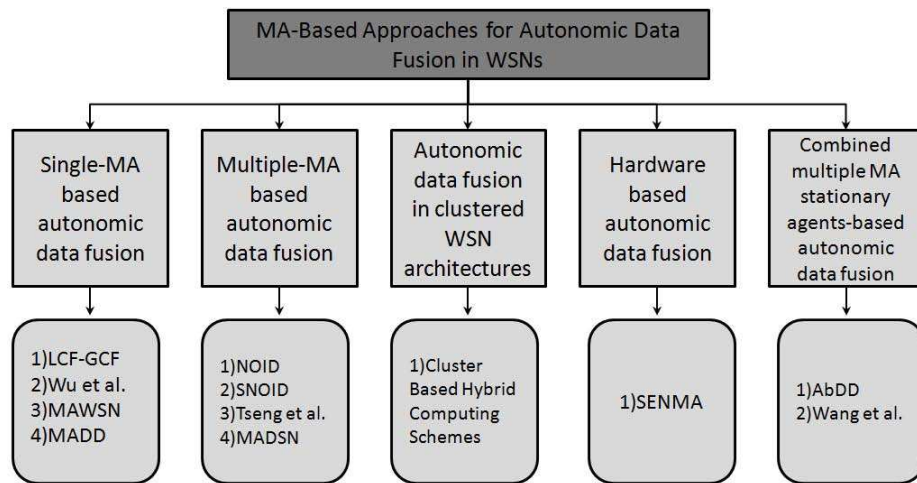 MA-Based Approaches for Autonomic Data
Fusion in WSNs
Single-MA
based
autonomic
data fusion
Multiple-MA
based
autonomic
data fusion
Autonomic
data fusion
in clustered
WSN
architectures
Hardware
based
autonomic
data fusion
Combined
multiple MA
stationary
agents-based
autonomic
data fusion
1)LCF-GCF
2)Wu et al.
3)MAWSN
4)MADD
1)NOID
2)SNOID
3)Tseng et al.
4)MADSN
1)Cluster
Based Hybrid
Computing
Schemes
1)SENMA
1)AbDD
2)Wang et al.